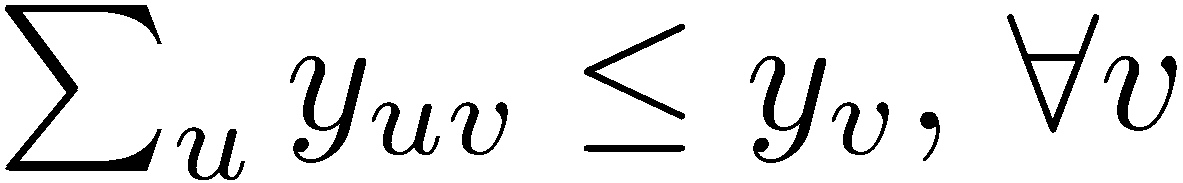 ∑_u y_{uv} ≤ y_v, ∀v